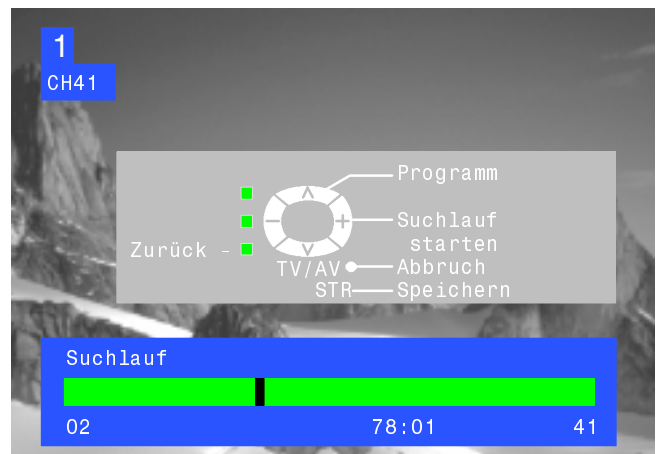 1
CH41
Programm
Suchlauf
starten
Zurück -
TV/AV Abbruch
STR Speichern
Suchlauf
02 78:01 41